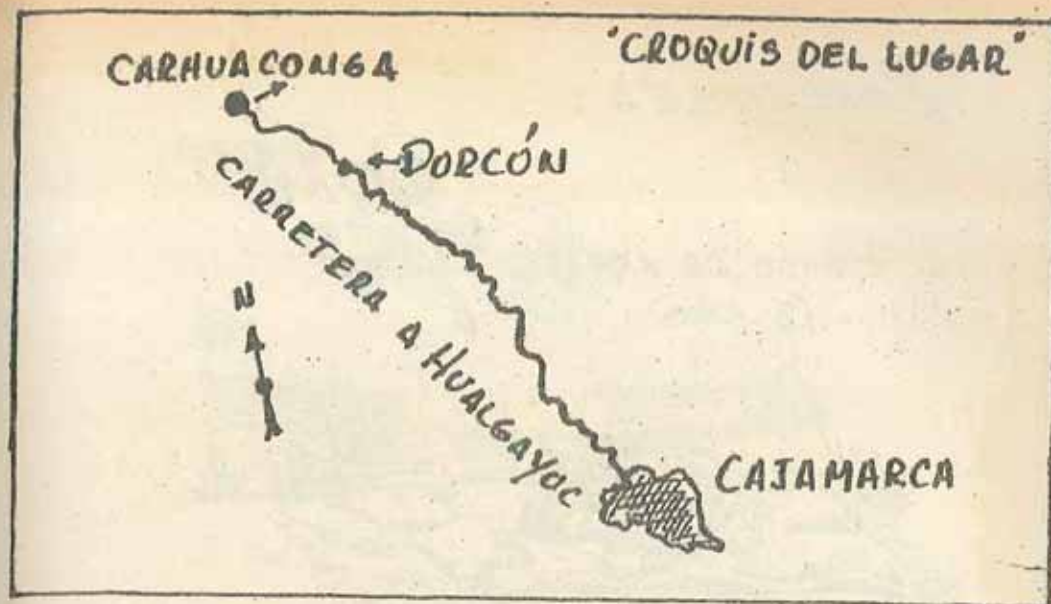 "CROQUIS DEL LUGAR"
CARHUACONGA
DORCÓN
CARRETERA A HUALGAYOC
N
CAJAMARCA